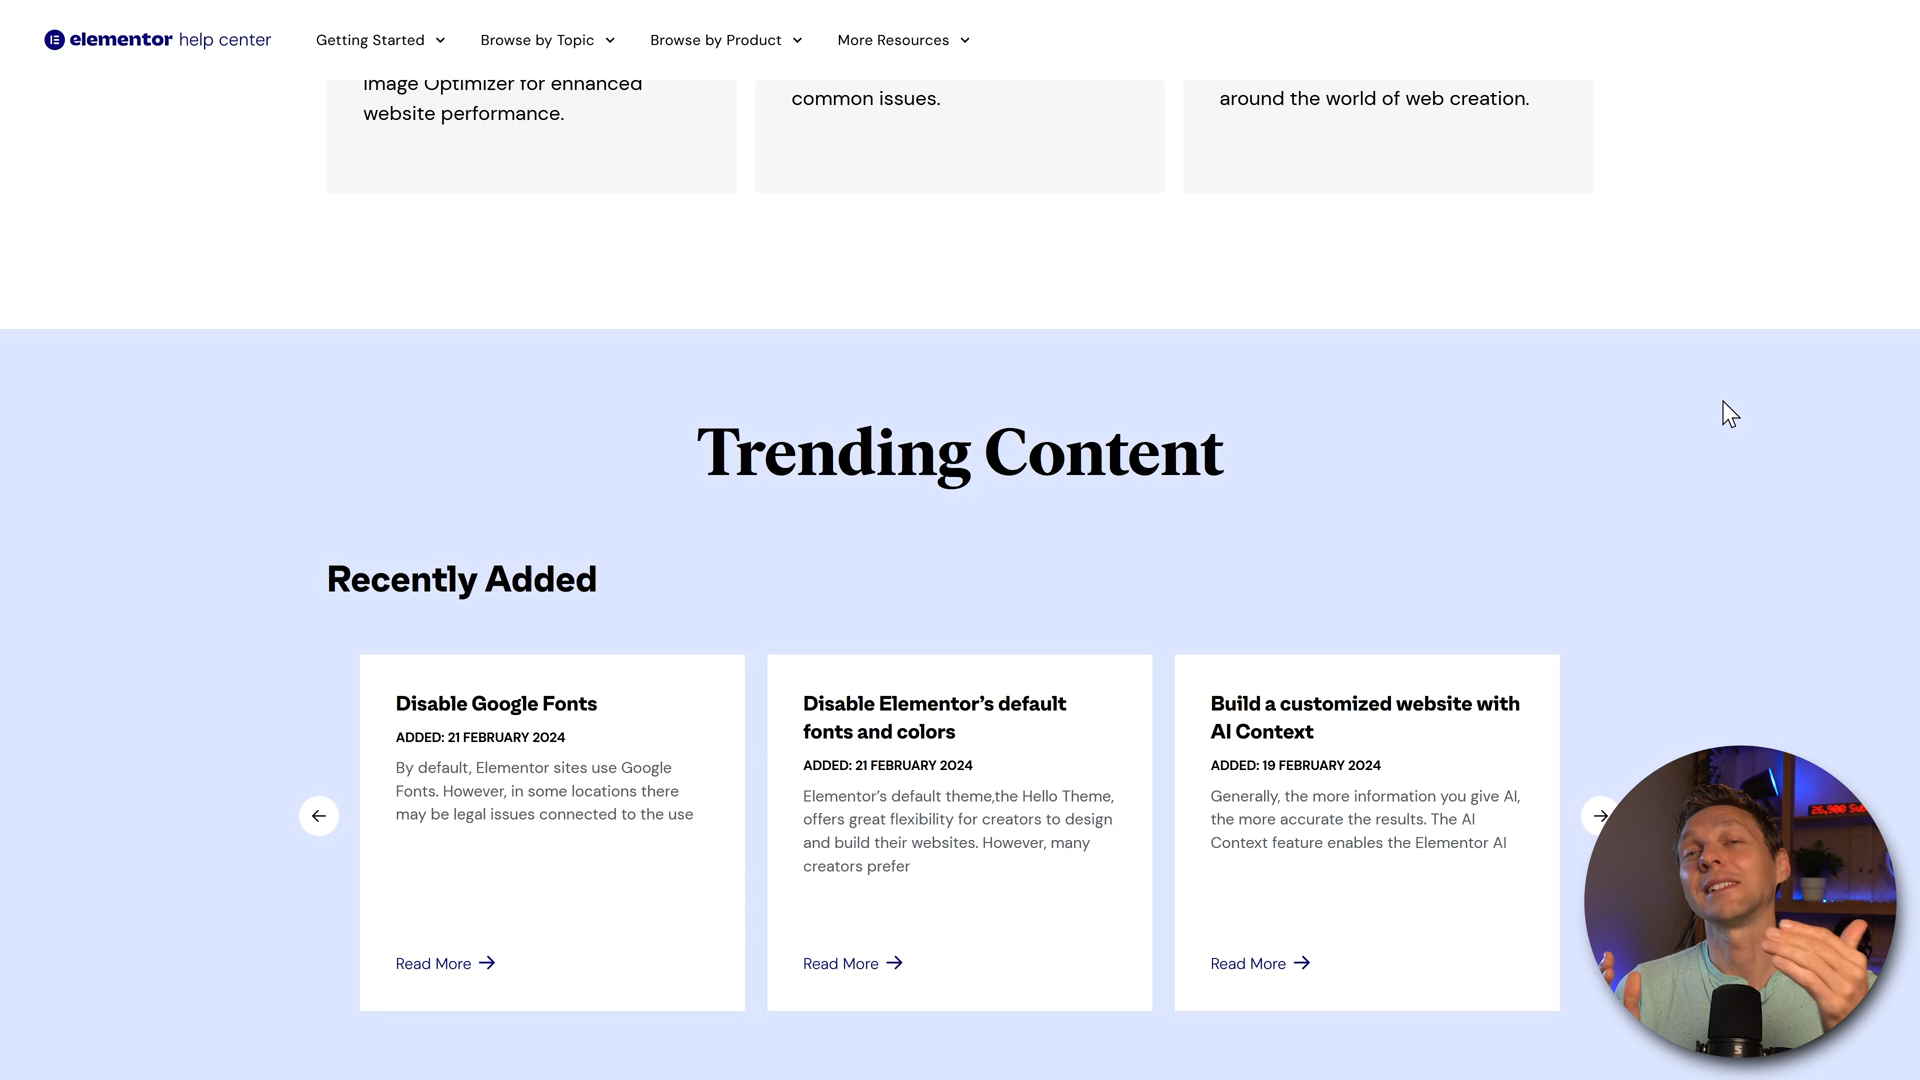 elementor help center
Getting Started
Browse by Topic
Browse by Product
More Resources
Image Optimizer for enhanced
website performance.
common issues.
around the world of web creation.
Trending Content
Recently Added
Disable Google Fonts
ADDED: 21 FEBRUARY 2024
By default, Elementor sites use Google
Fonts. However, in some locations there
may be legal issues connected to the use
Read More
Disable Elementor’s default
fonts and colors
ADDED: 21 FEBRUARY 2024
Elementor’s default theme,the Hello Theme,
offers great flexibility for creators to design
and build their websites. However, many
creators prefer
Read More
Build a customized website with
AI Context
ADDED: 19 FEBRUARY 2024
Generally, the more information you give AI,
the more accurate the results. The AI
Context feature enables the Elementor AI
Read More
26,900